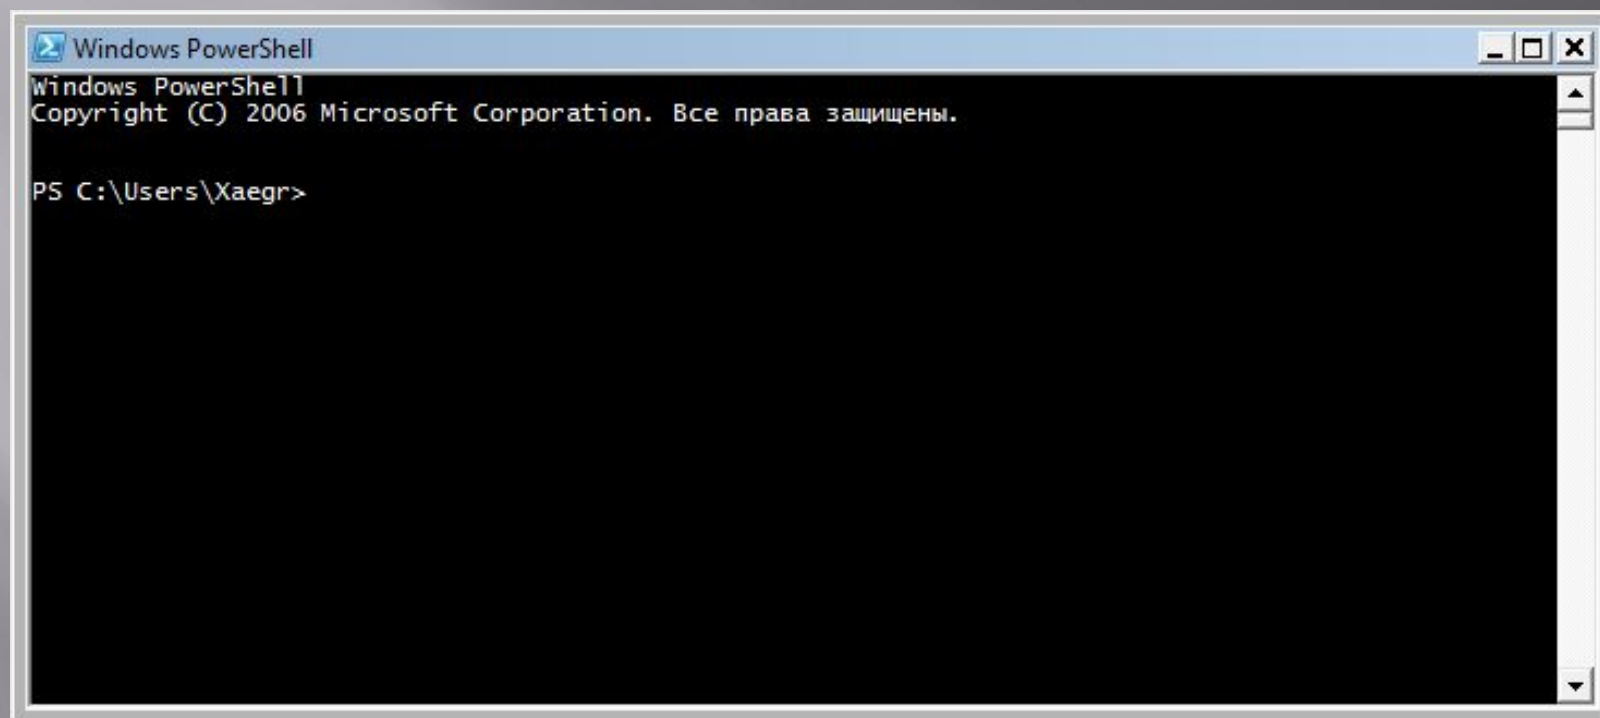 Windows PowerShell
Windows PowerShell
Copyright (C) 2006 Microsoft Corporation. Все права защищены.
PS C:\Users\Xaegr>